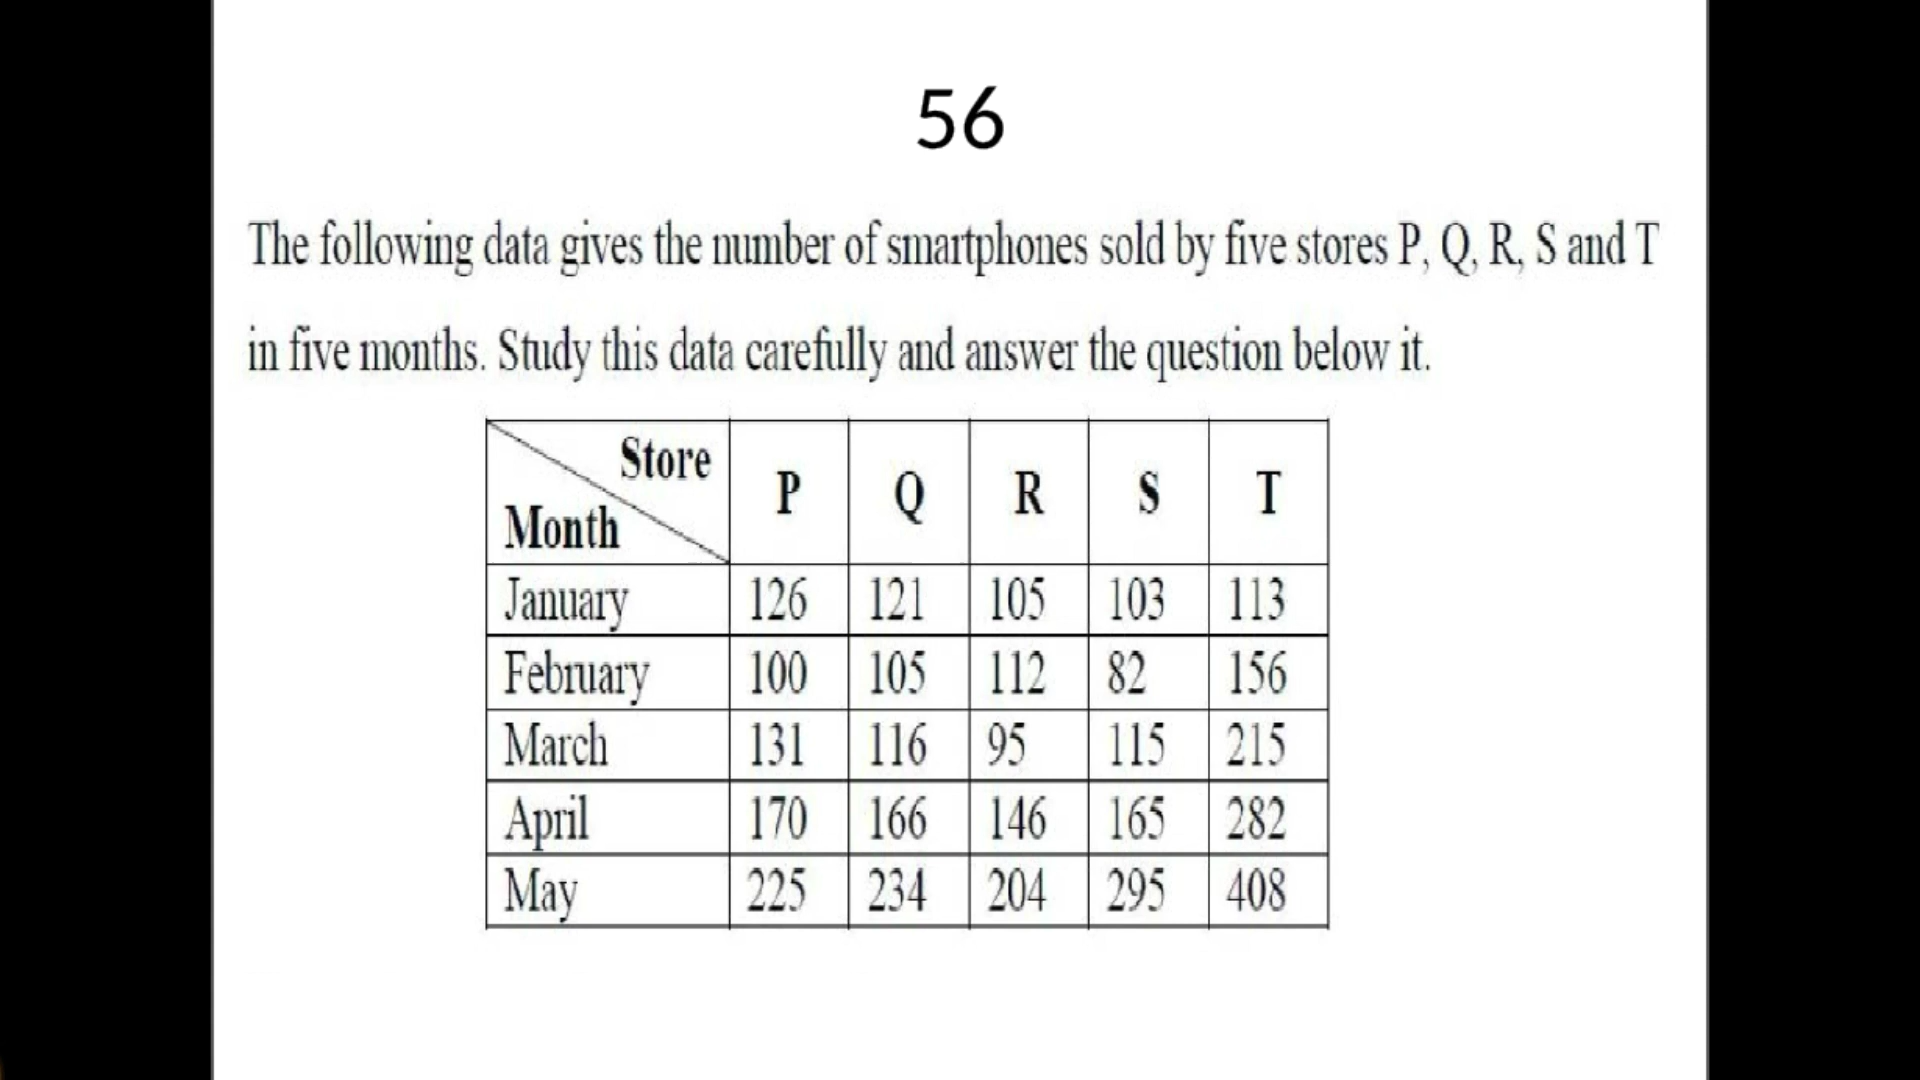 56
The following data gives the number of smartphones sold by five stores P, Q, R, S and T
in five months. Study this data carefully and answer the question below it.
Store
Month
P Q R S T
January 126 121 105 103 113
February 100 105 112 82 156
March 131 116 95 115 215
April 170 166 146 165 282
May 225 234 204 295 408